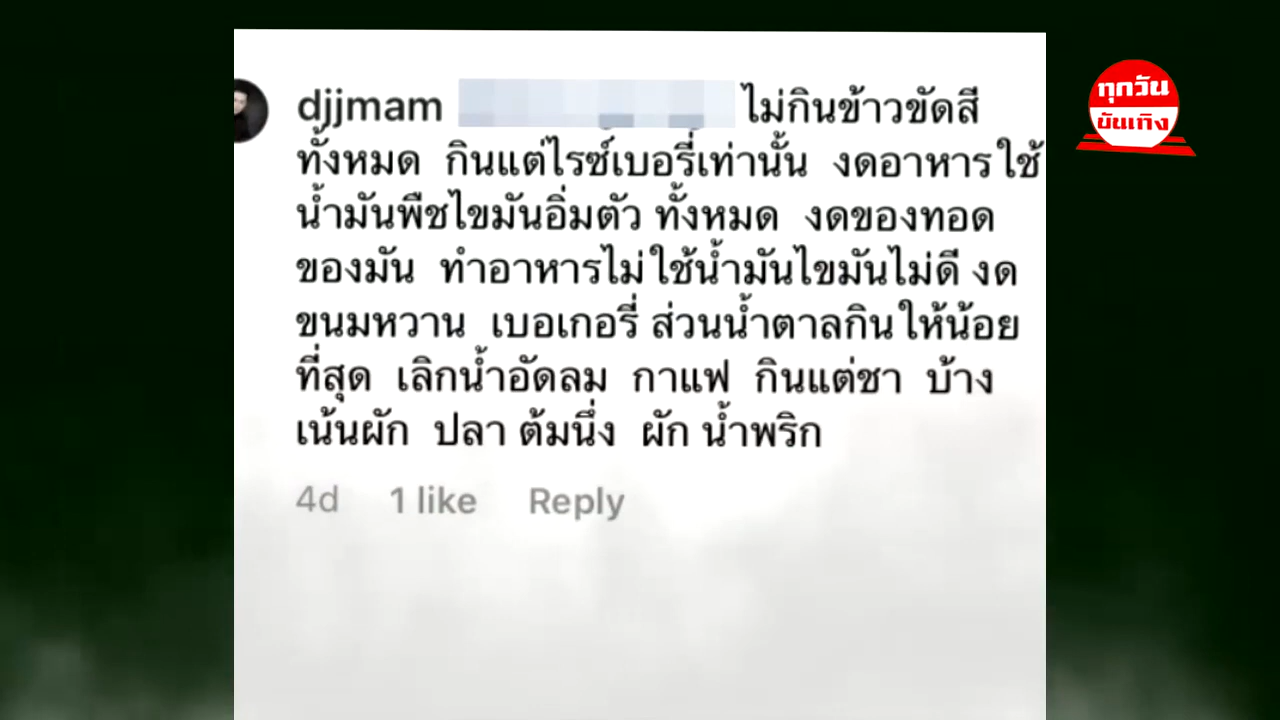 djjmam ไม่กินข้าวขัดสี
ทั้งหมด กินแต่ไรซ์เบอรี่เท่านั้น งดอาหารใช้
น้ำมันพืชไขมันอิ่มตัว ทั้งหมด งดของทอด
ของมัน ทำอาหารไม่ใช้น้ำมันไขมันไม่ดี งด
ขนมหวาน เบอเกอรี่ ส่วนน้ำตาลกินให้น้อย
ที่สุด เลิกน้ำอัดลม กาแฟ กินแต่ชา บ้าง
เน้นผัก ปลา ต้มนึ่ง ผัก น้ำพริก
4d 1 like Reply
ทุกวัน
บันเทิง